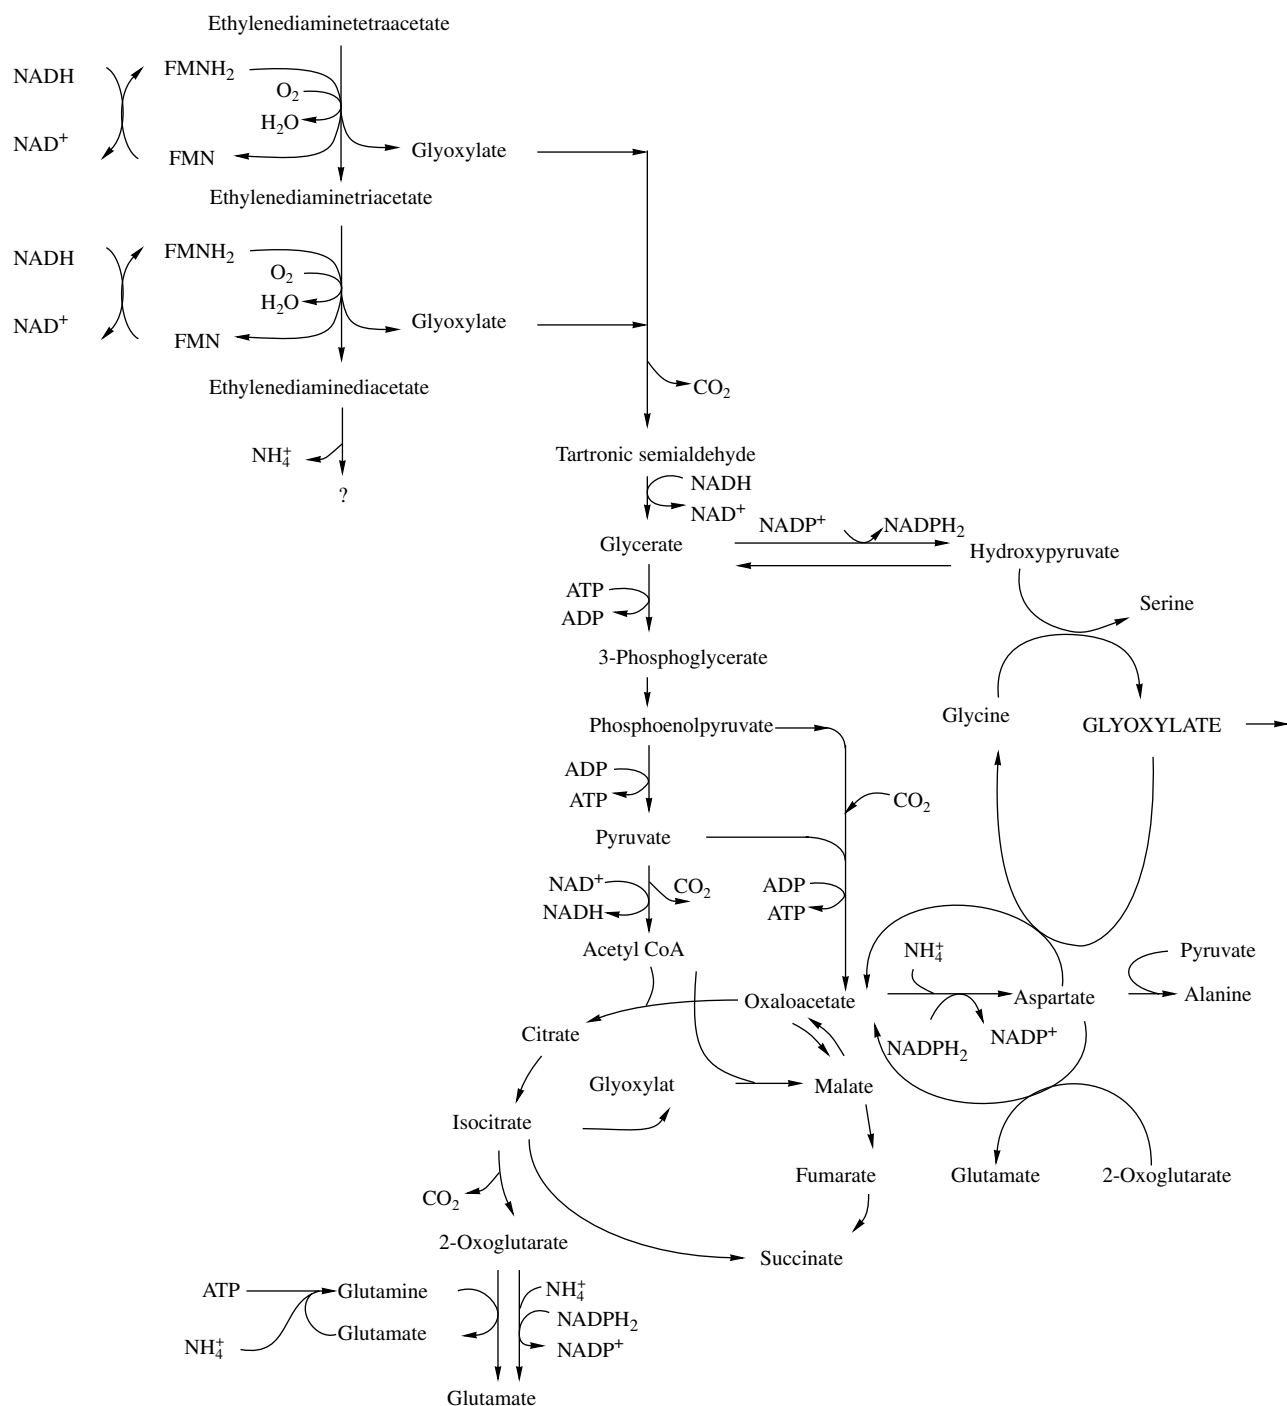 Ethylenediaminetetraacetate
NADH
FMNH2
O2
H2O
NAD+
FMN
Glyoxylate
Ethylenediaminetriacetate
NADH
FMNH2
O2
H2O
NAD+
FMN
Glyoxylate
Ethylenediaminediacetate
CO2
NH4+
?
Tartronic semialdehyde
NADH
NAD+
NADP+
NADPH2
Glycerate
Hydroxypyruvate
ATP
ADP
Serine
3-Phosphoglycerate
Phosphoenolpyruvate
Glycine
GLYOXYLATE
ADP
ATP
CO2
Pyruvate
NAD+
NADH
CO2
ADP
ATP
Acetyl CoA
NH4+
Pyruvate
Oxaloacetate
Aspartate
Alanine
Citrate
NADPH2
NADP+
Glyoxylat
Malate
Isocitrate
Fumarate
Glutamate
2-Oxoglutarate
CO2
2-Oxoglutarate
Succinate
ATP
Glutamine
NH4+
NADPH2
Glutamate
NH4+
NADP+
Glutamate